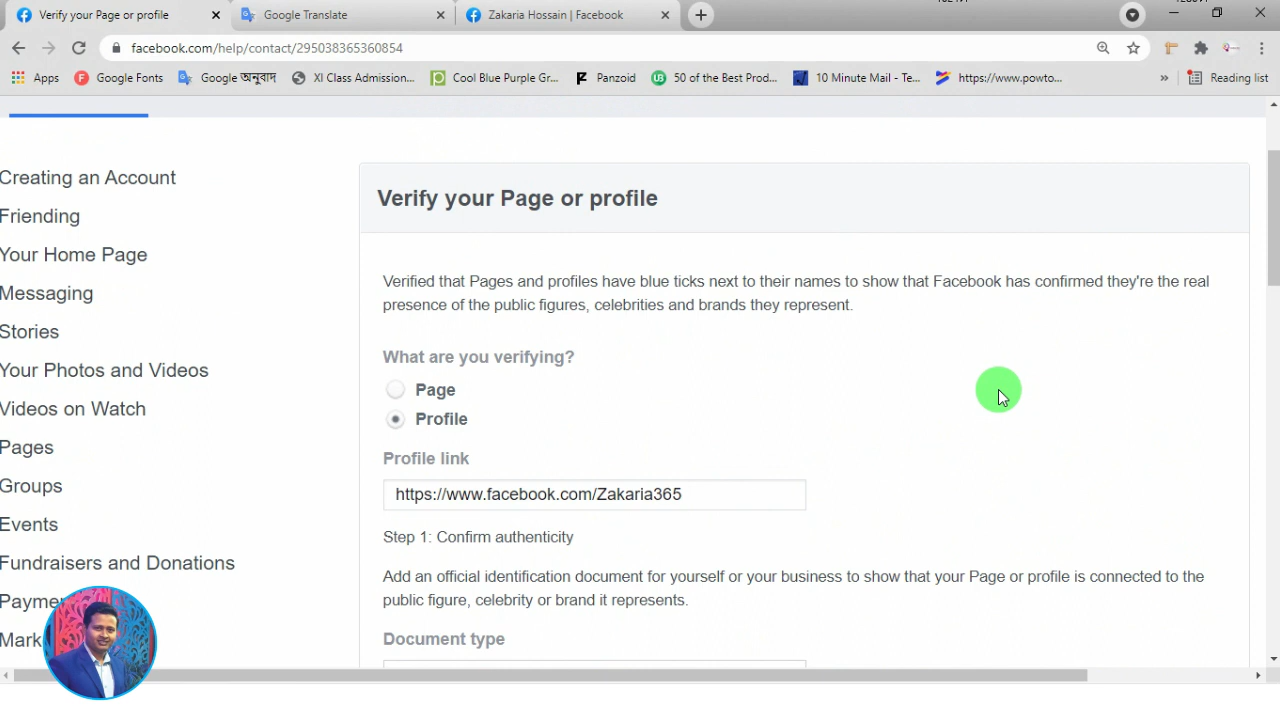 Verify your Page or profile
Google Translate
Zakaria Hossain | Facebook
facebook.com/help/contact/295038365360854
Apps
Google Fonts
Google অনুবাদ
XI Class Admission...
Cool Blue Purple Gr...
Panzoid
50 of the Best Prod...
10 Minute Mail - Te...
https://www.powto...
»
Reading list
Creating an Account
Friending
Your Home Page
Messaging
Stories
Your Photos and Videos
Videos on Watch
Pages
Groups
Events
Fundraisers and Donations
Verify your Page or profile
Verified that Pages and profiles have blue ticks next to their names to show that Facebook has confirmed they're the real
presence of the public figures, celebrities and brands they represent.
What are you verifying?
Page
Profile
Profile link
https://www.facebook.com/Zakaria365
Step 1: Confirm authenticity
Add an official identification document for yourself or your business to show that your Page or profile is connected to the
public figure, celebrity or brand it represents.
Document type